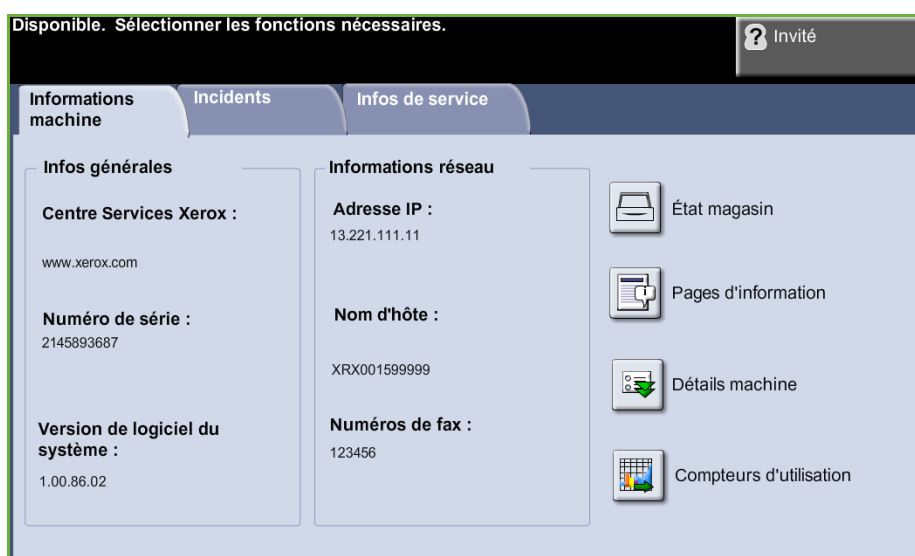 Disponible. Sélectionner les fonctions nécessaires.
? Invité
Informations
machine
Incidents
Infos de service
Infos générales
Centre Services Xerox :
www.xerox.com
Numéro de série :
2145893687
Version de logiciel du
système :
1.00.86.02
Informations réseau
Adresse IP :
13.221.111.11
Nom d'hôte :
XRX001599999
Numéros de fax :
123456
État magasin
Pages d'information
Détails machine
Compteurs d'utilisation